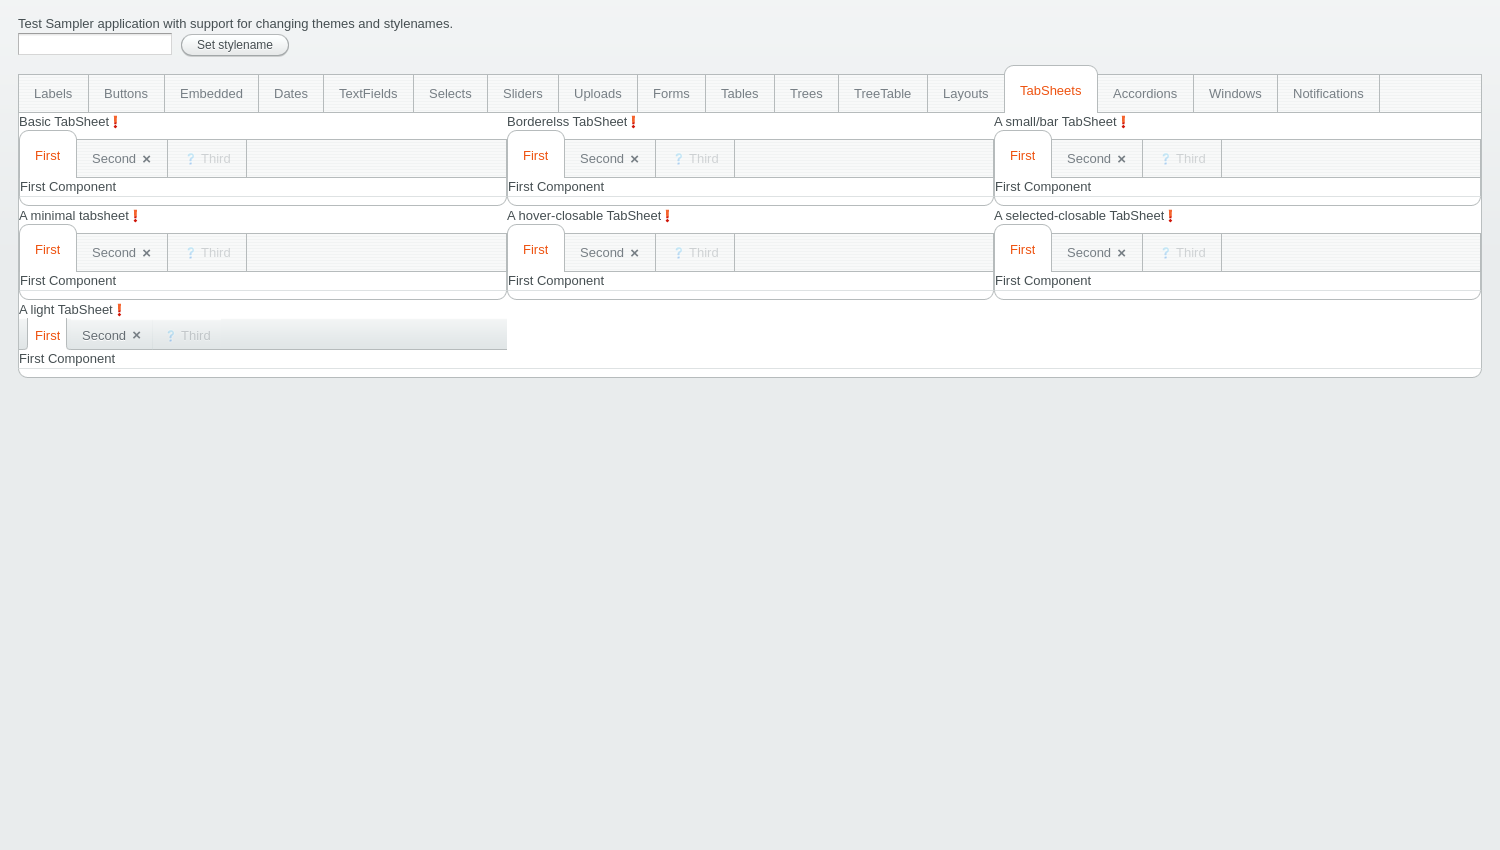 Test Sampler application with support for changing themes and stylenames.
Set stylename
Labels Buttons Embedded Dates TextFields Selects Sliders Uploads Forms Tables Trees TreeTable Layouts TabSheets Accordions Windows Notifications
Basic TabSheet Borderelss TabSheet A small/bar TabSheet
First Second Third First Second Third First Second Third
First Component First Component First Component
A minimal tabsheet A hover-closable TabSheet A selected-closable TabSheet
First Second Third First Second Third First Second Third
First Component First Component First Component
A light TabSheet
First Second Third
First Component